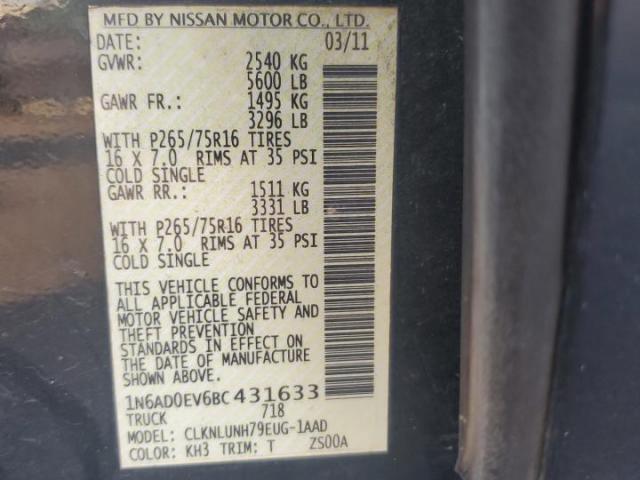 MFD BY NISSAN MOTOR CO., LTD.
DATE: 03/11
GVWR: 2540 KG
5600 LB
GAWR FR.: 1495 KG
3296 LB
WITH P265/75R16 TIRES
16 X 7.0 RIMS AT 35 PSI
COLD SINGLE
GAWR RR.: 1511 KG
3331 LB
WITH P265/75R16 TIRES
16 X 7.0 RIMS AT 35 PSI
COLD SINGLE
THIS VEHICLE CONFORMS TO
ALL APPLICABLE FEDERAL
MOTOR VEHICLE SAFETY AND
THEFT PREVENTION
STANDARDS IN EFFECT ON
THE DATE OF MANUFACTURE
SHOWN ABOVE.
1N6AD0EV6BC431633
TRUCK 718
MODEL: CLKNLUNH79EUG-1AAD
COLOR: KH3 TRIM: T ZS00A